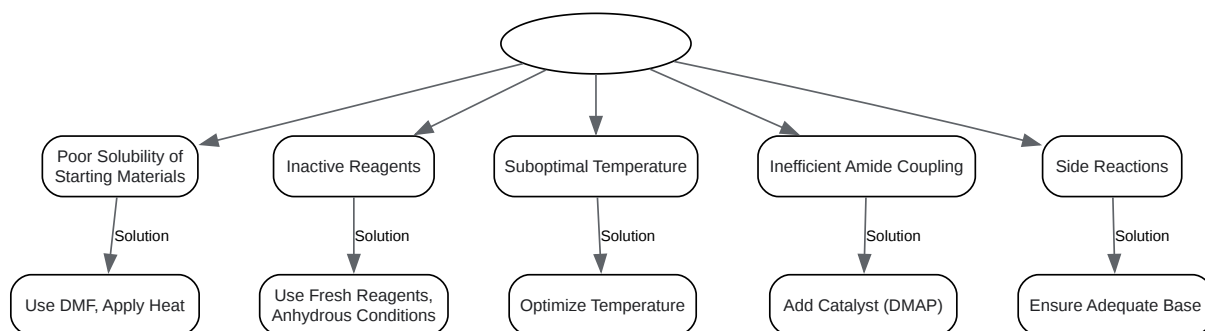 Poor Solubility of
Starting Materials
Inactive Reagents
Suboptimal Temperature
Inefficient Amide Coupling
Side Reactions
Solution
Solution
Solution
Solution
Solution
Use DMF, Apply Heat
Use Fresh Reagents,
Anhydrous Conditions
Optimize Temperature
Add Catalyst (DMAP)
Ensure Adequate Base